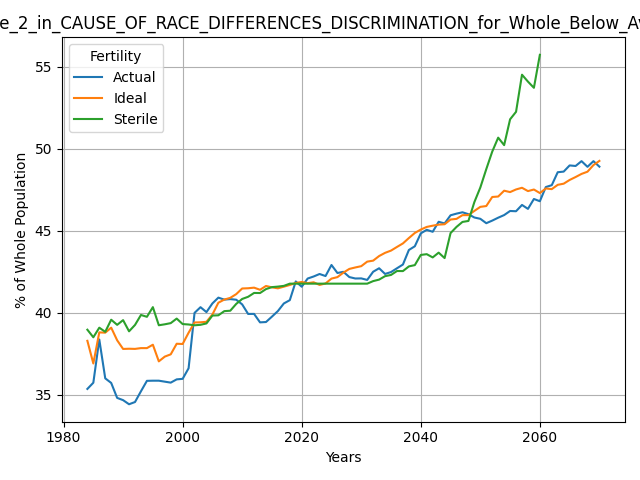 e_2_in_CAUSE_OF_RACE_DIFFERENCES_DISCRIMINATION_for_Whole_Below_Av
Fertility
Actual
Ideal
Sterile
% of Whole Population
55
50
45
40
35
1980
2000
2020
2040
2060
Years